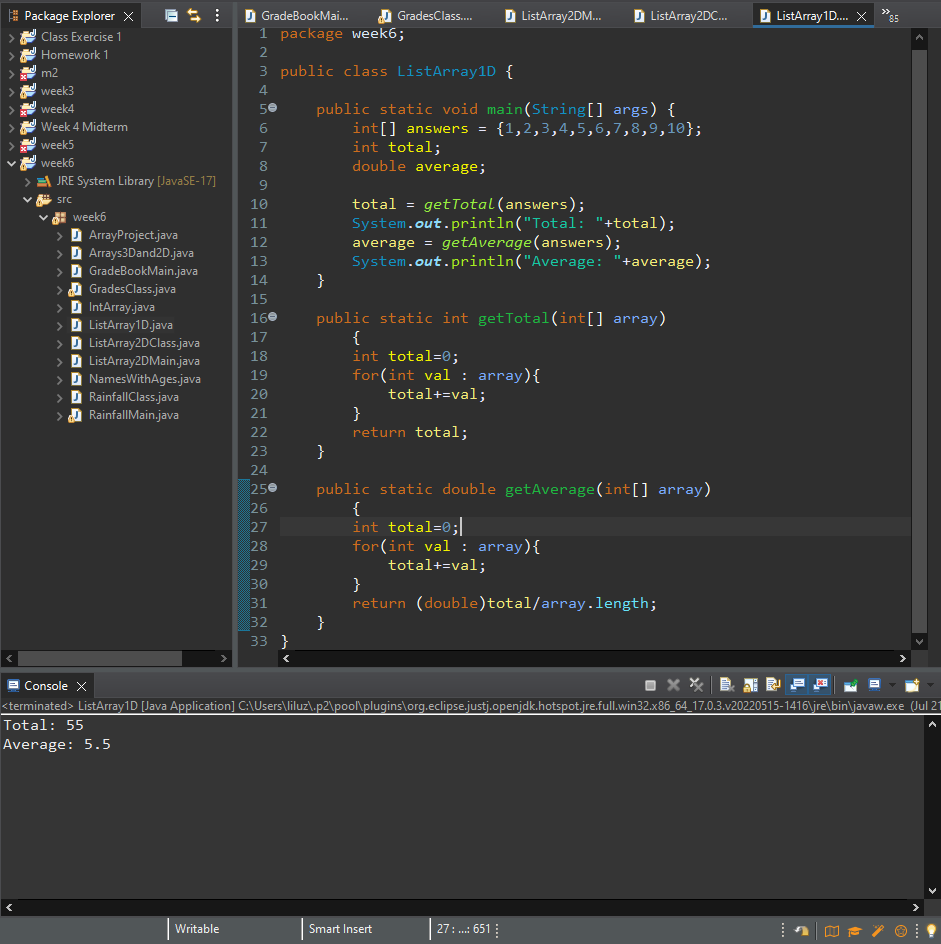 Package Explorer
Class Exercise 1
Homework 1
m2
week3
week4
Week 4 Midterm
week5
week6
JRE System Library [JavaSE-17]
src
week6
ArrayProject.java
Arrays3Dand2D.java
GradeBookMain.java
GradesClass.java
IntArray.java
ListArray1D.java
ListArray2DClass.java
ListArray2DMain.java
NamesWithAges.java
RainfallClass.java
RainfallMain.java
GradeBookMai... GradesClass.... ListArray2DM... ListArray2DC... ListArray1D.... »85
1 package week6;
2
3 public class ListArray1D {
4
5 public static void main(String[] args) {
6 int[] answers = {1,2,3,4,5,6,7,8,9,10};
7 int total;
8 double average;
9
10 total = getTotal(answers);
11 System.out.println("Total: "+total);
12 average = getAverage(answers);
13 System.out.println("Average: "+average);
14 }
15
16 public static int getTotal(int[] array)
17 {
18 int total=0;
19 for(int val : array){
20 total+=val;
21 }
22 return total;
23 }
24
25 public static double getAverage(int[] array)
26 {
27 int total=0;
28 for(int val : array){
29 total+=val;
30 }
31 return (double)total/array.length;
32 }
33 }
Console
<terminated> ListArray1D [Java Application] C:\Users\liluz\.p2\pool\plugins\org.eclipse.justj.openjdk.hotspot.jre.full.win32.x86_64_17.0.3.v20220515-1416\jre\bin\javaw.exe (Jul 21
Total: 55
Average: 5.5
Writable Smart Insert 27 : ...: 651